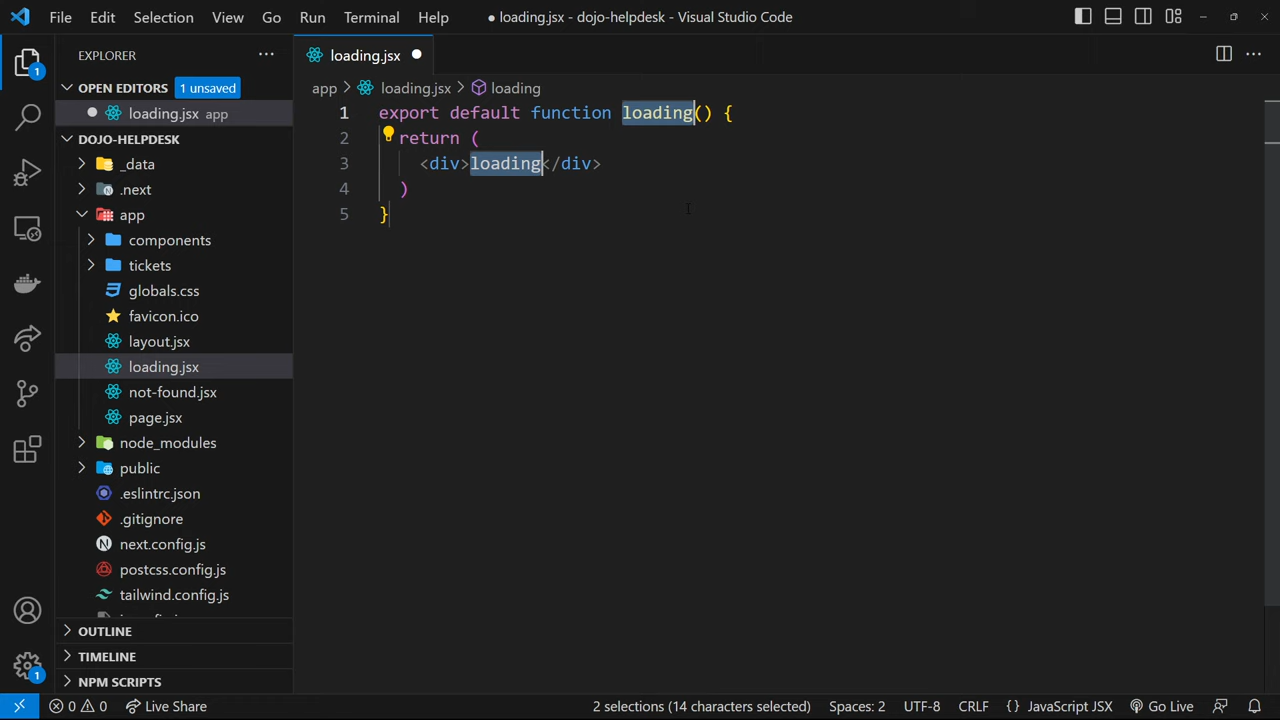 File Edit Selection View Go Run Terminal Help
● loading.jsx - dojo-helpdesk - Visual Studio Code
EXPLORER
OPEN EDITORS 1 unsaved
loading.jsx app
DOJO-HELPDESK
_data
.next
app
components
tickets
globals.css
favicon.ico
layout.jsx
loading.jsx
not-found.jsx
page.jsx
node_modules
public
.eslintrc.json
.gitignore
next.config.js
postcss.config.js
tailwind.config.js
OUTLINE
TIMELINE
NPM SCRIPTS
1
1
loading.jsx
app > loading.jsx > loading
1 export default function loading() {
2 return (
3 <div>loading</div>
4 )
5 }
0 0 Live Share
2 selections (14 characters selected) Spaces: 2 UTF-8 CRLF {} JavaScript JSX Go Live